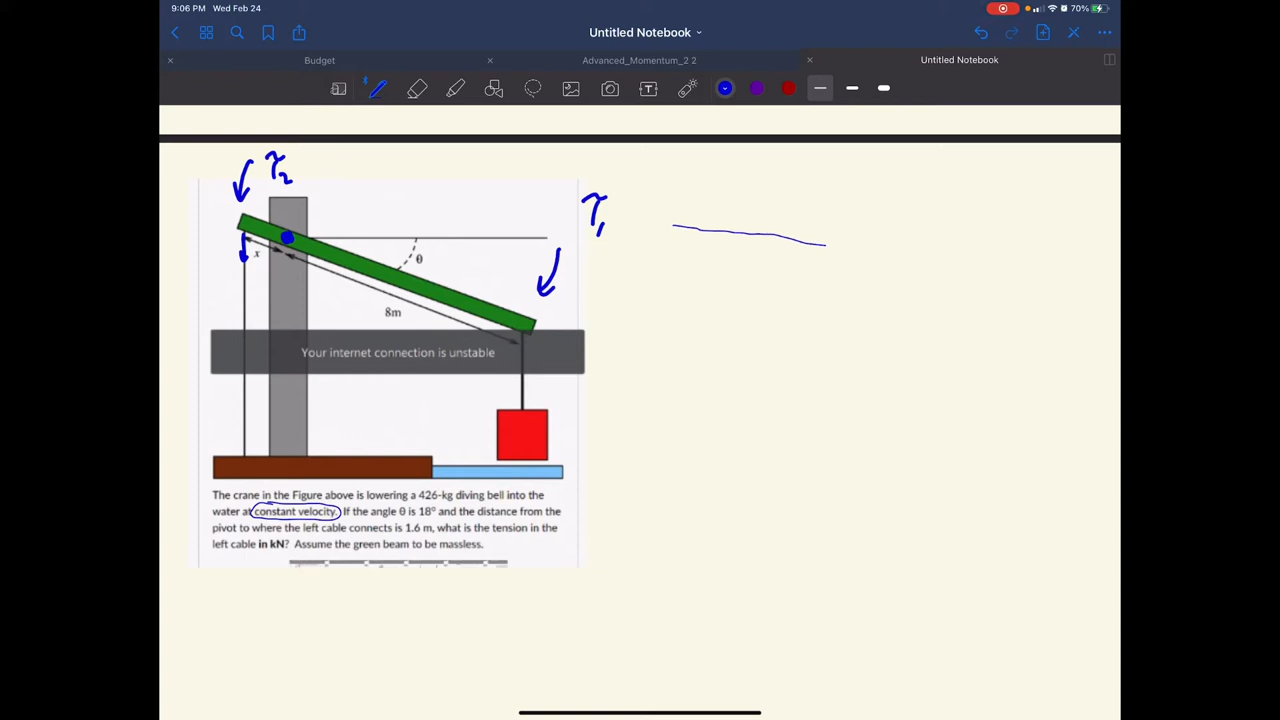 9:06 PM Wed Feb 24
70%
Untitled Notebook
Budget
Advanced_Momentum_2 2
Untitled Notebook
T
τ₂
τ₁
x
θ
8m
Your internet connection is unstable
The crane in the Figure above is lowering a 426-kg diving bell into the
water at constant velocity. If the angle θ is 18° and the distance from the
pivot to where the left cable connects is 1.6 m, what is the tension in the
left cable in kN? Assume the green beam to be massless.